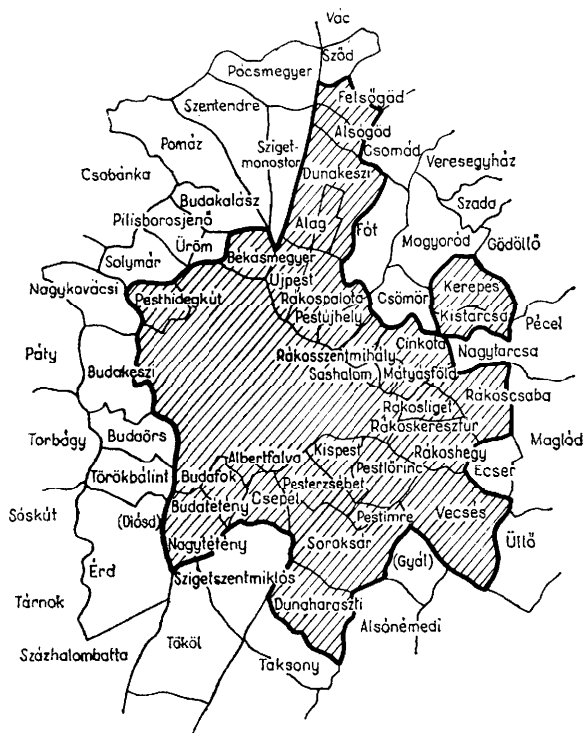 Vác
Sződ
Pócsmegyer
Felsőgöd
Szentendre
Alsógöd
Sziget-
monostor
Csomád
Pomáz
Dunakeszi
Veresegyház
Csobánka
Budakalász
Szada
Pilisborosjenő
Alag
Fót
Mogyoród
Gödöllő
Üröm
Solymár
Békásmegyer
Újpest
Kerepes
Nagykovácsi
Pesthidegkút
Rákospalota
Csömör
Kistarcsa
Pestújhely
Pécel
Cinkota
Páty
Rákosszentmihály
Nagytarcsa
Budakeszi
Sashalom
Mátyásföld
Rákoscsaba
Rákosliget
Torbágy
Budaörs
Rákoskeresztúr
Maglód
Albertfalva
Kispest
Rákoshegy
Törökbálint
Budafok
Pestlőrinc
Ecser
Pesterzsébet
Csepel
Sóskút
(Diósd)
Budatétény
Pestimre
Vecsés
Nagytétény
Soroksár
Üllő
(Gyál)
Érd
Szigetszentmiklós
Tárnok
Dunaharaszti
Alsónémedi
Százhalombatta
Tököl
Taksony